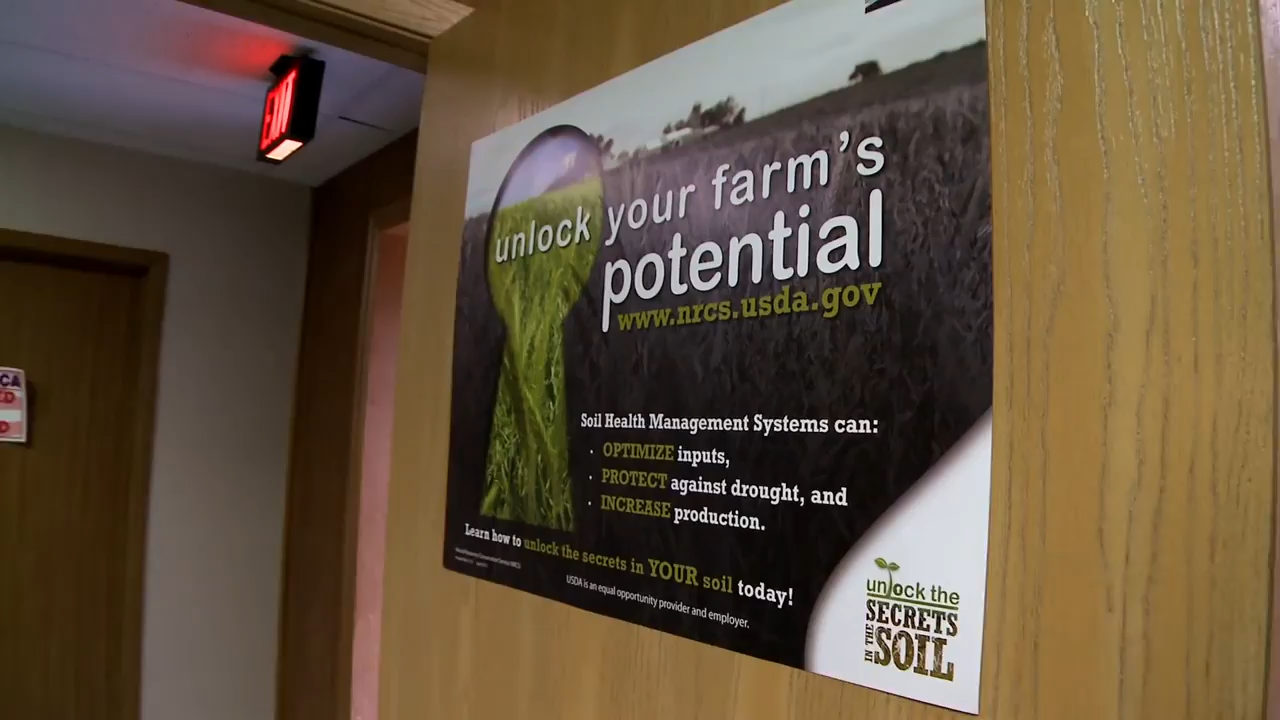 EXIT
unlock your farm's
potential
www.nrcs.usda.gov
Soil Health Management Systems can:
· OPTIMIZE inputs,
· PROTECT against drought, and
· INCREASE production.
Learn how to unlock the secrets in YOUR soil today!
USDA is an equal opportunity provider and employer.
unlock the
SECRETS
IN THE
SOIL
CA